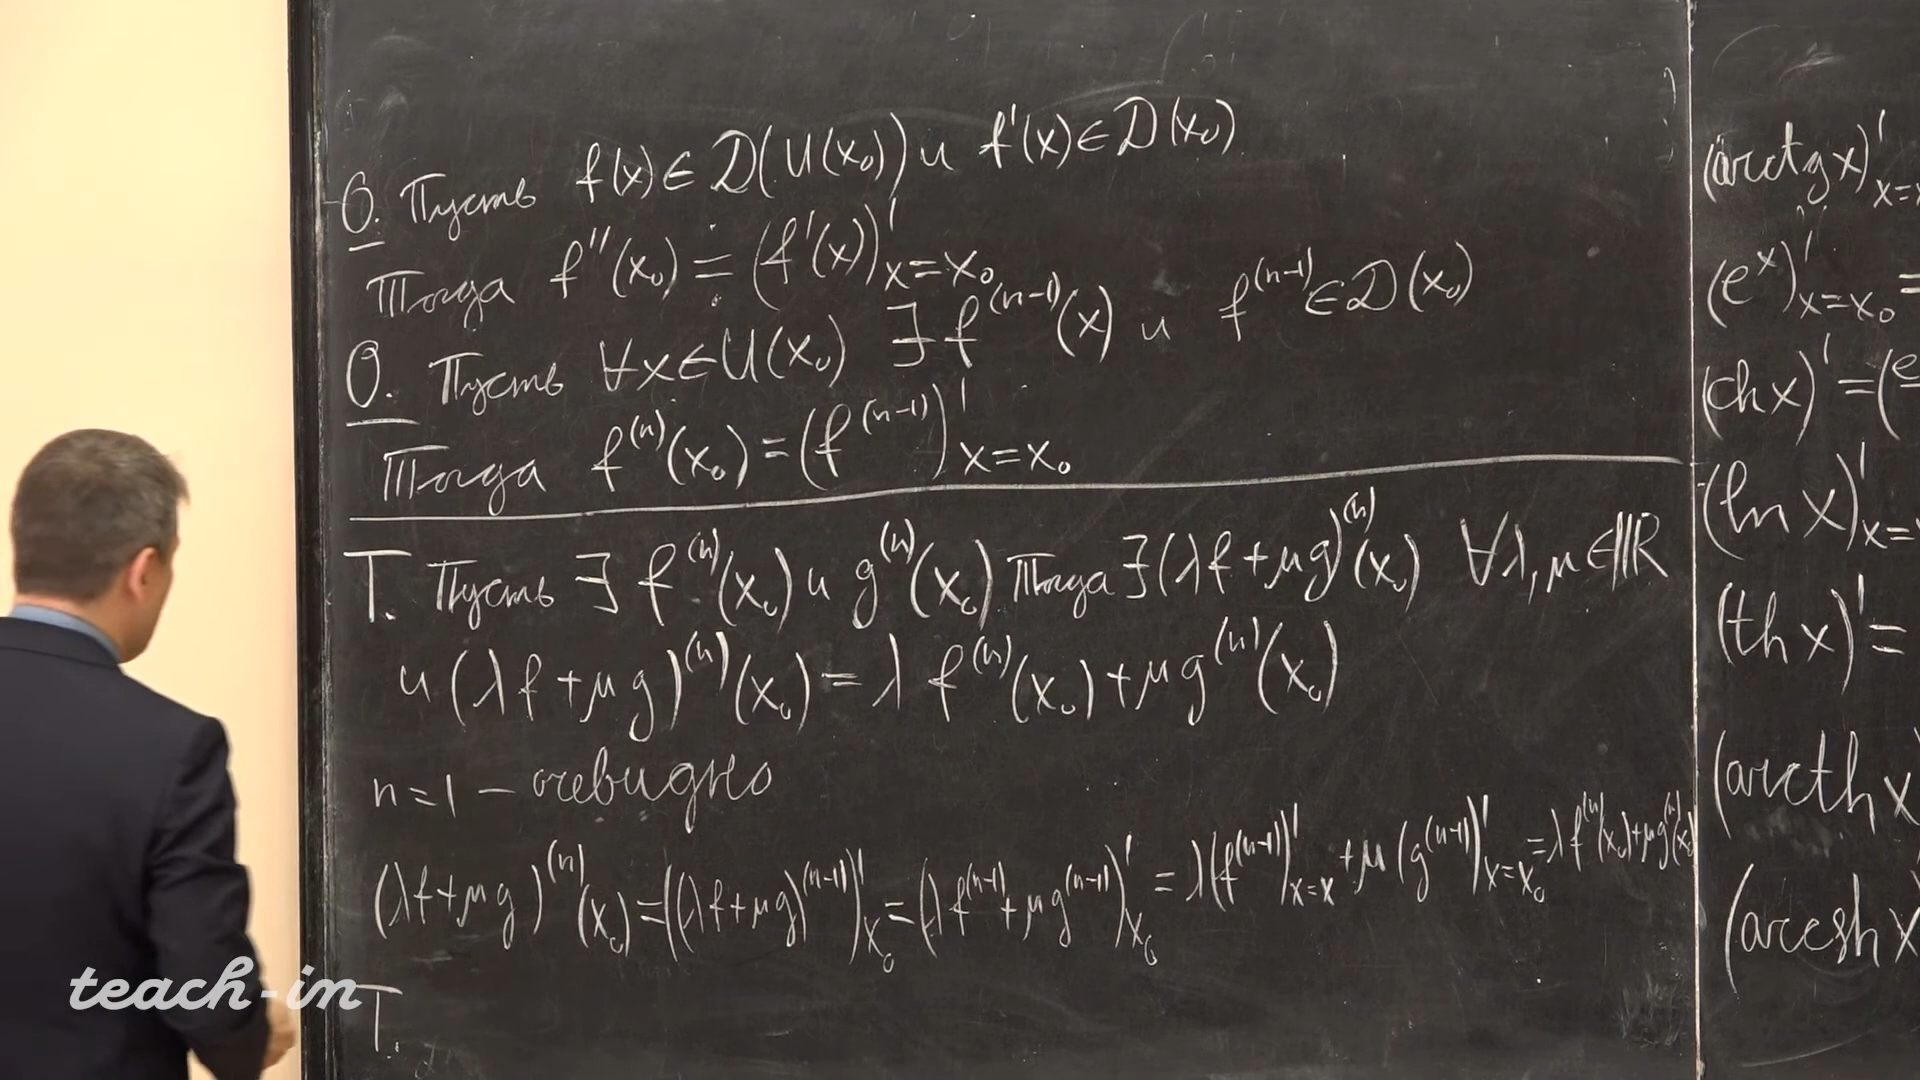 О. Пусть f(x)∈D(U(x₀)) и f'(x)∈D(x₀)
Тогда f''(x₀) ≑ (f'(x))'ₓ₌ₓ₀
О. Пусть ∀x∈U(x₀) ∃ f⁽ⁿ⁻¹⁾(x) и f⁽ⁿ⁻¹⁾∈D(x₀)
Тогда f⁽ⁿ⁾(x₀) = (f⁽ⁿ⁻¹⁾)'ₓ₌ₓ₀
Т. Пусть ∃ f⁽ⁿ⁾(x₀) и g⁽ⁿ⁾(x₀) Тогда ∃ (λf+μg)⁽ⁿ⁾(x₀) ∀λ,μ∈ℝ
и (λf+μg)⁽ⁿ⁾(x₀) = λ f⁽ⁿ⁾(x₀) + μg⁽ⁿ⁾(x₀)
n=1 – очевидно
(λf+μg)⁽ⁿ⁾(x₀) = ((λf+μg)⁽ⁿ⁻¹⁾)'ₓ₀ = (λf⁽ⁿ⁻¹⁾+μg⁽ⁿ⁻¹⁾)'ₓ₀ = λ(f⁽ⁿ⁻¹⁾)'ₓ₌ₓ + μ(g⁽ⁿ⁻¹⁾)'ₓ₌ₓ₀ = λf⁽ⁿ⁾(x₀)+μg⁽ⁿ⁾(x₀)
Т.
(arctg x)'ₓ₌ₓ
(eˣ)'ₓ₌ₓ₀ =
(ch x)' = (e
(ln x)'ₓ₌
(th x)' =
(arcth x
(arcsh x
teach-in